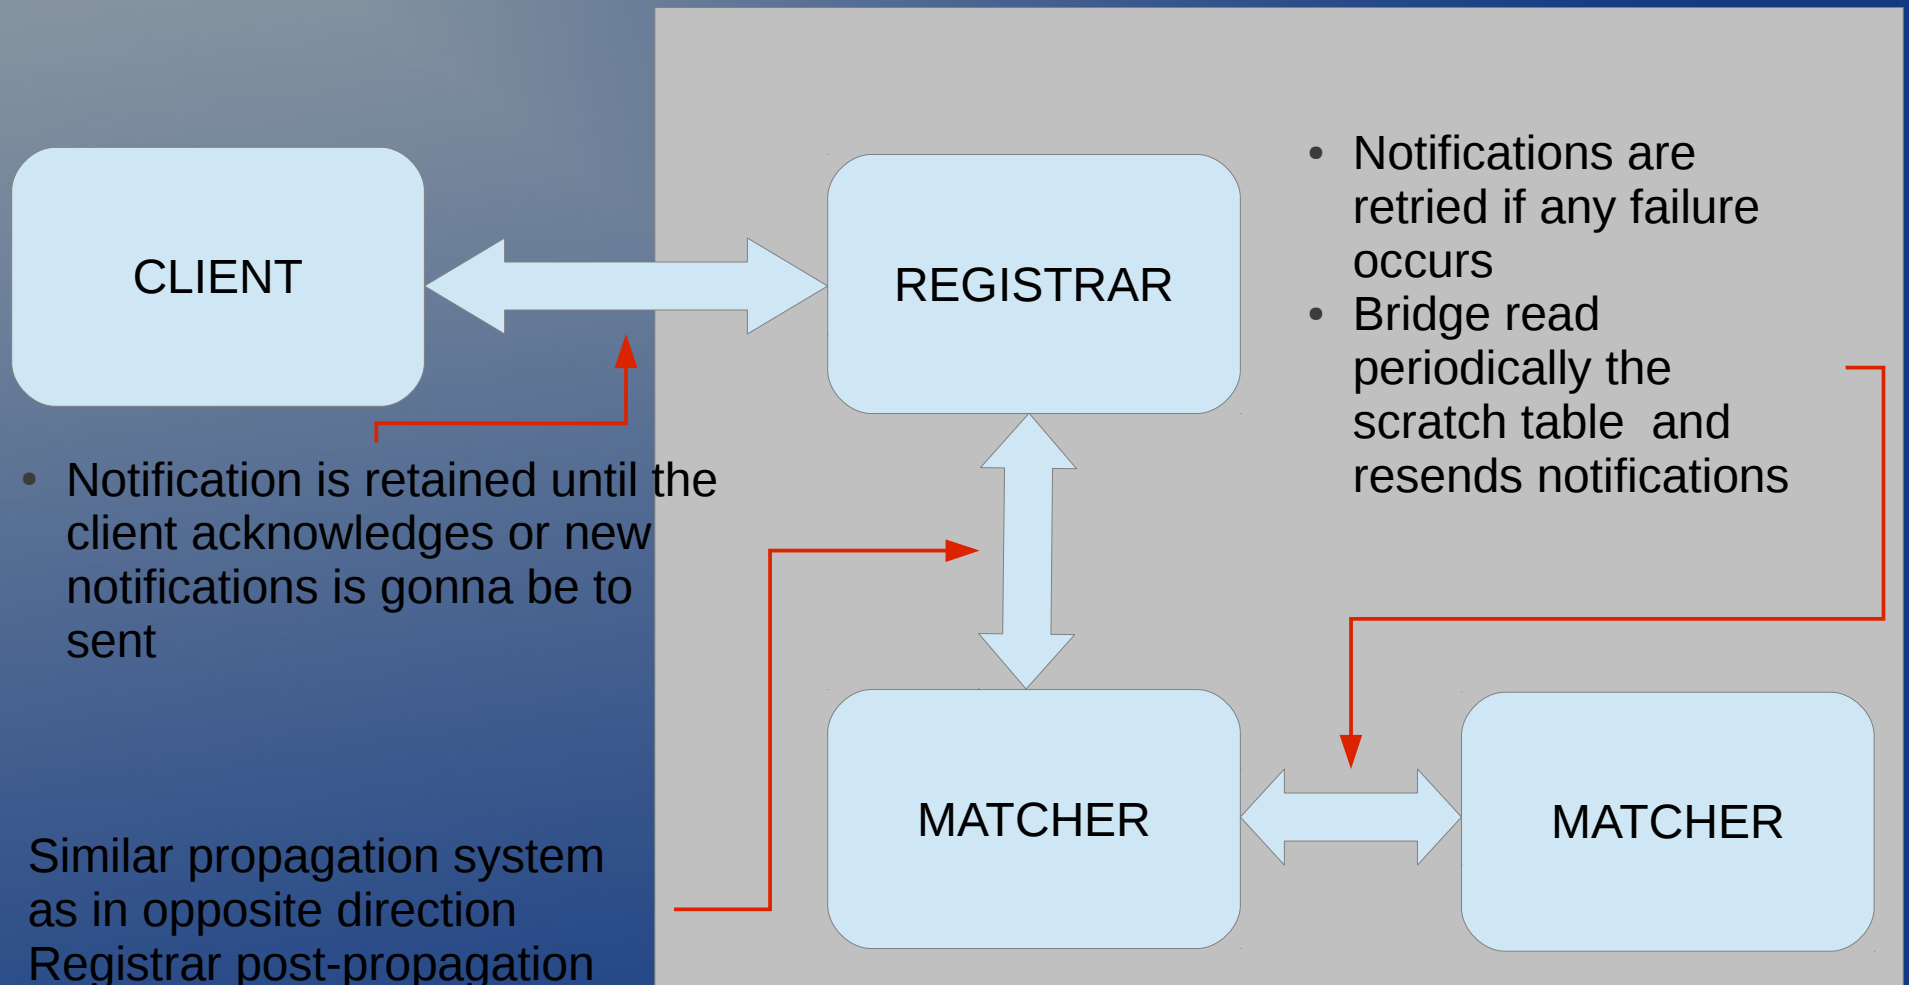 CLIENT
REGISTRAR
• Notifications are
retried if any failure
occurs
• Bridge read
periodically the
scratch table  and
resends notifications
• Notification is retained until the
client acknowledges or new
notifications is gonna be to
sent
MATCHER
MATCHER
Similar propagation system
as in opposite direction
Registrar post-propagation